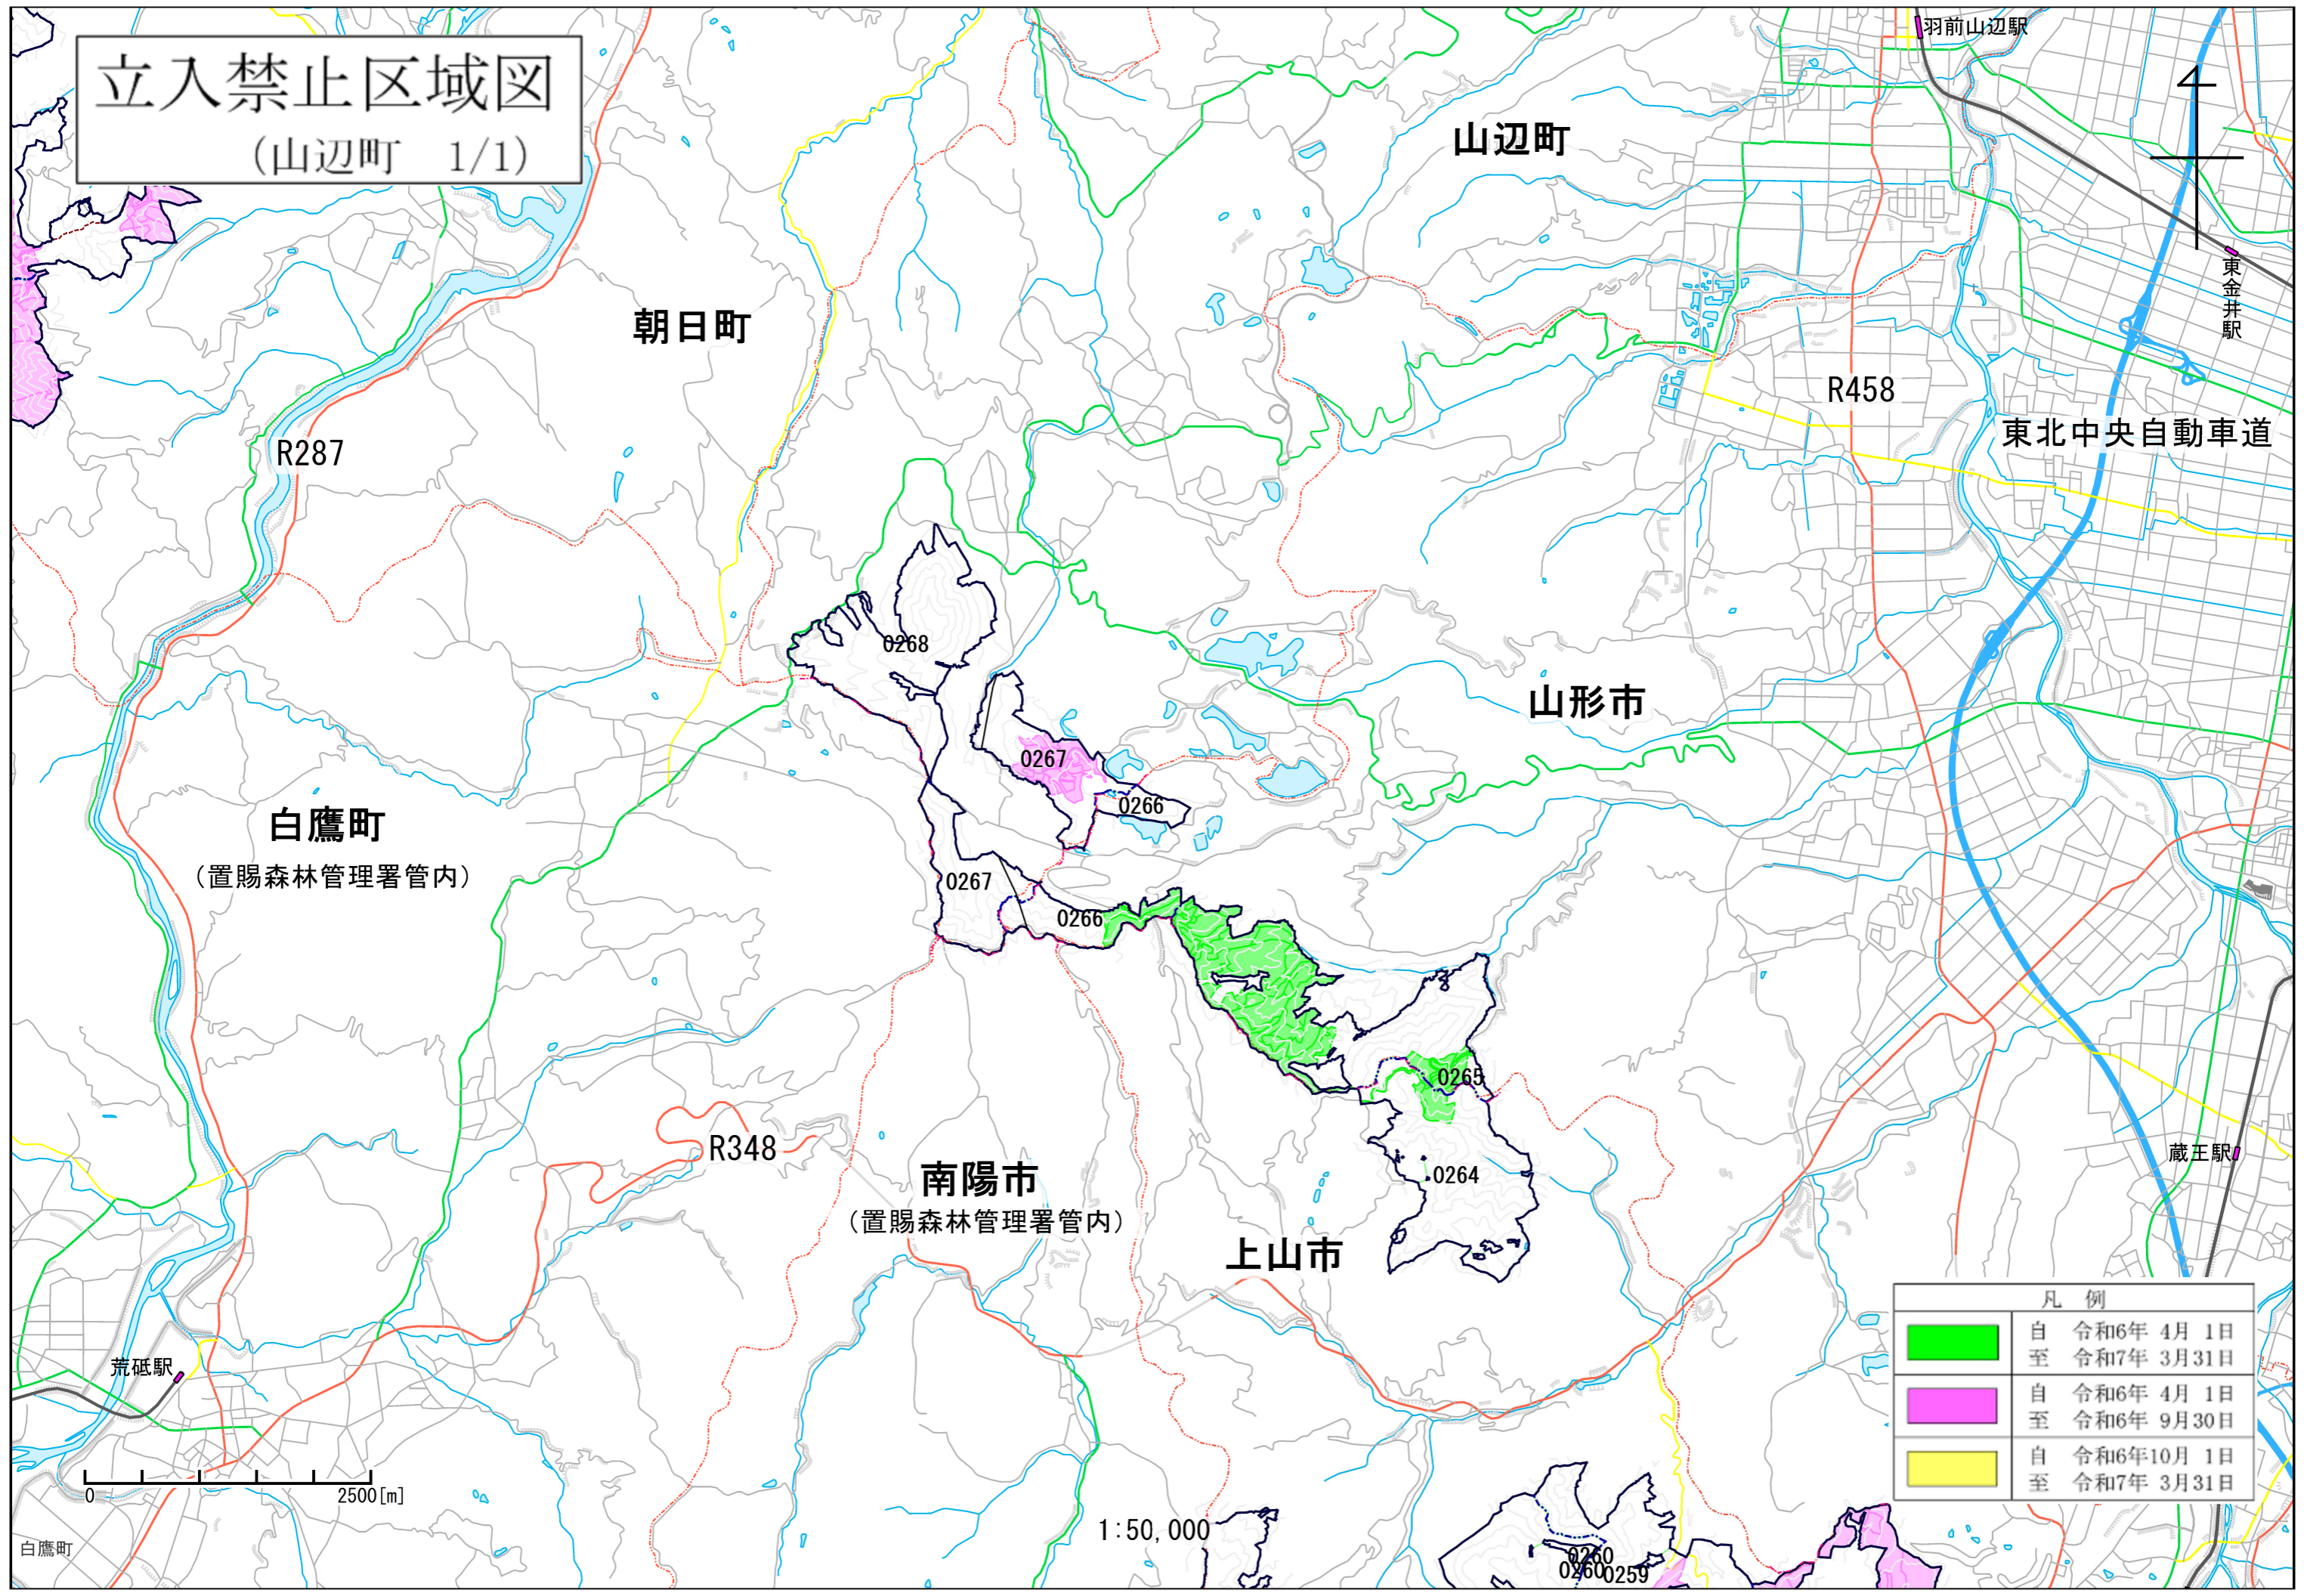 立入禁止区域図
(山辺町　1/1)
羽前山辺駅
山辺町
東金井駅
朝日町
R458
東北中央自動車道
R287
0268
山形市
0267
0266
白鷹町
(置賜森林管理署管内)
0267
0266
0265
R348
蔵王駅
南陽市
(置賜森林管理署管内)
0264
上山市
凡　例
自　令和6年 4月 1日
至　令和7年 3月31日
自　令和6年 4月 1日
至　令和6年 9月30日
自　令和6年10月 1日
至　令和7年 3月31日
荒砥駅
0　2500[m]
1:50,000
白鷹町
0260
0260
0259